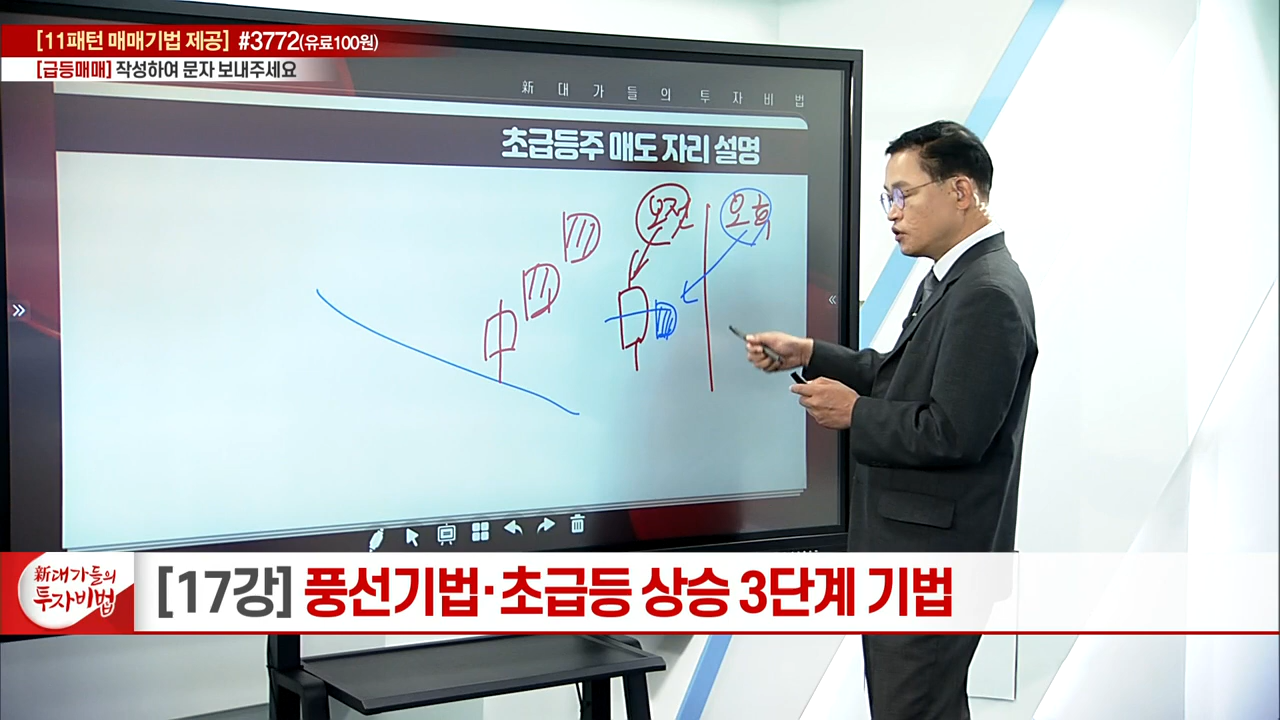 [11패턴 매매기법 제공] #3772(유료100원)
[급등매매] 작성하여 문자 보내주세요
新 대 가 들 의 투 자 비 법
초급등주 매도 자리 설명
오전 오후
新대가들의
투자비법
[17강] 풍선기법·초급등 상승 3단계 기법